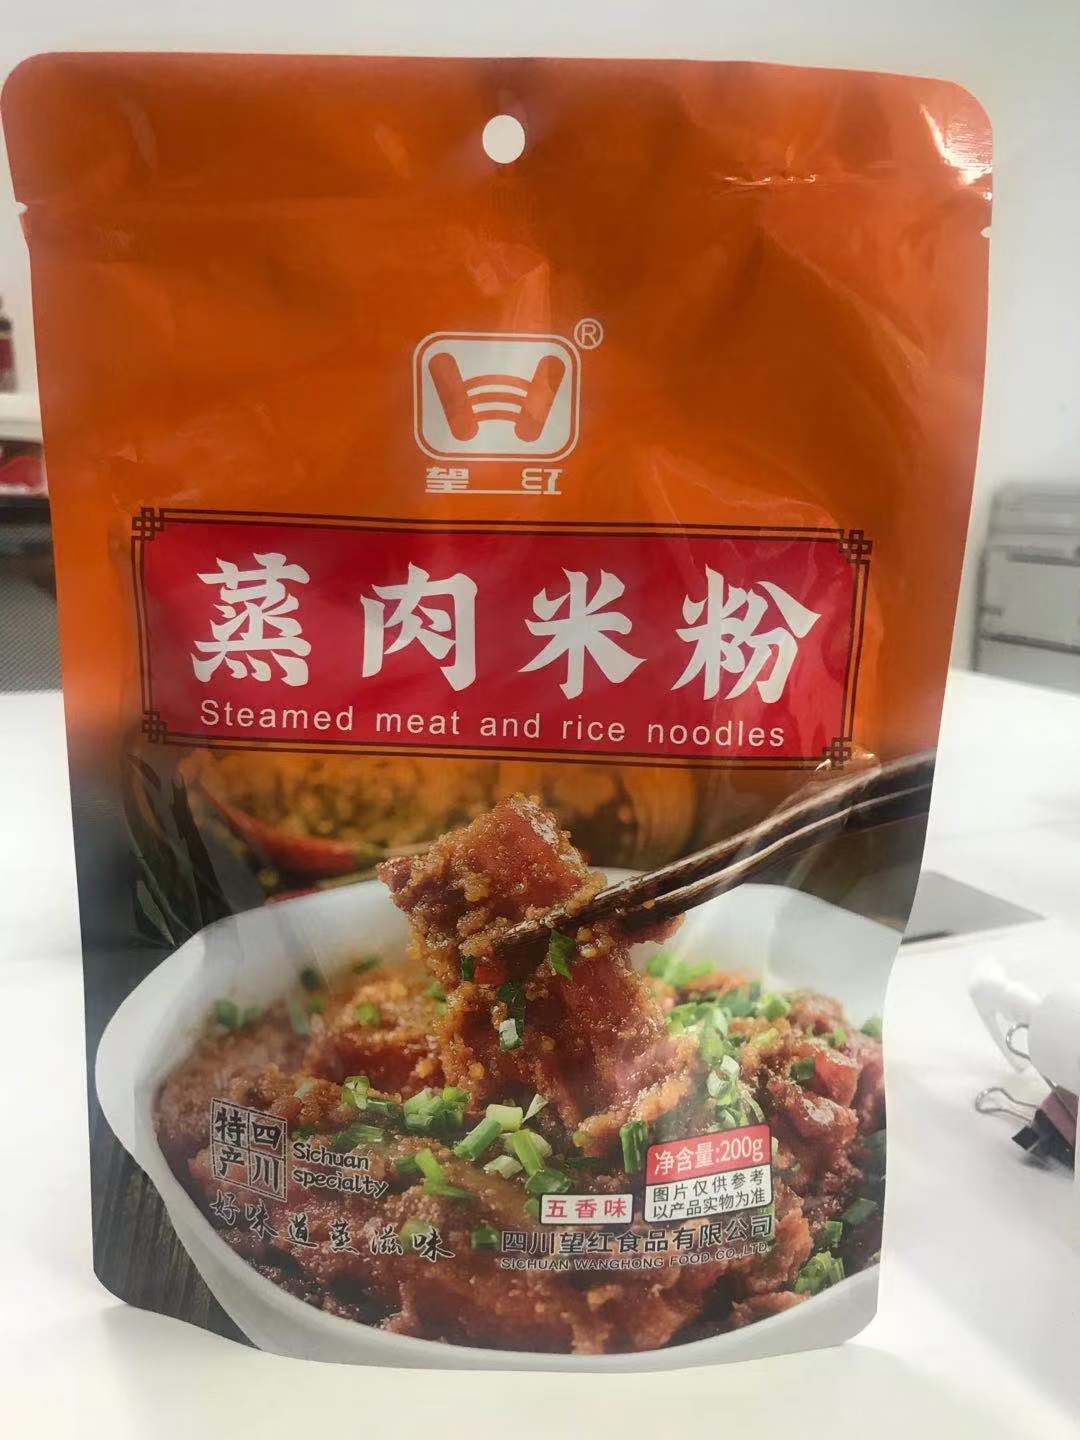 ®
望红
蒸肉米粉
Steamed meat and rice noodles
四川特产
Sichuan
specialty
好味道蒸滋味
净含量:200g
五香味
图片仅供参考
以产品实物为准
四川望红食品有限公司
SICHUAN WANGHONG FOOD CO.,LTD.